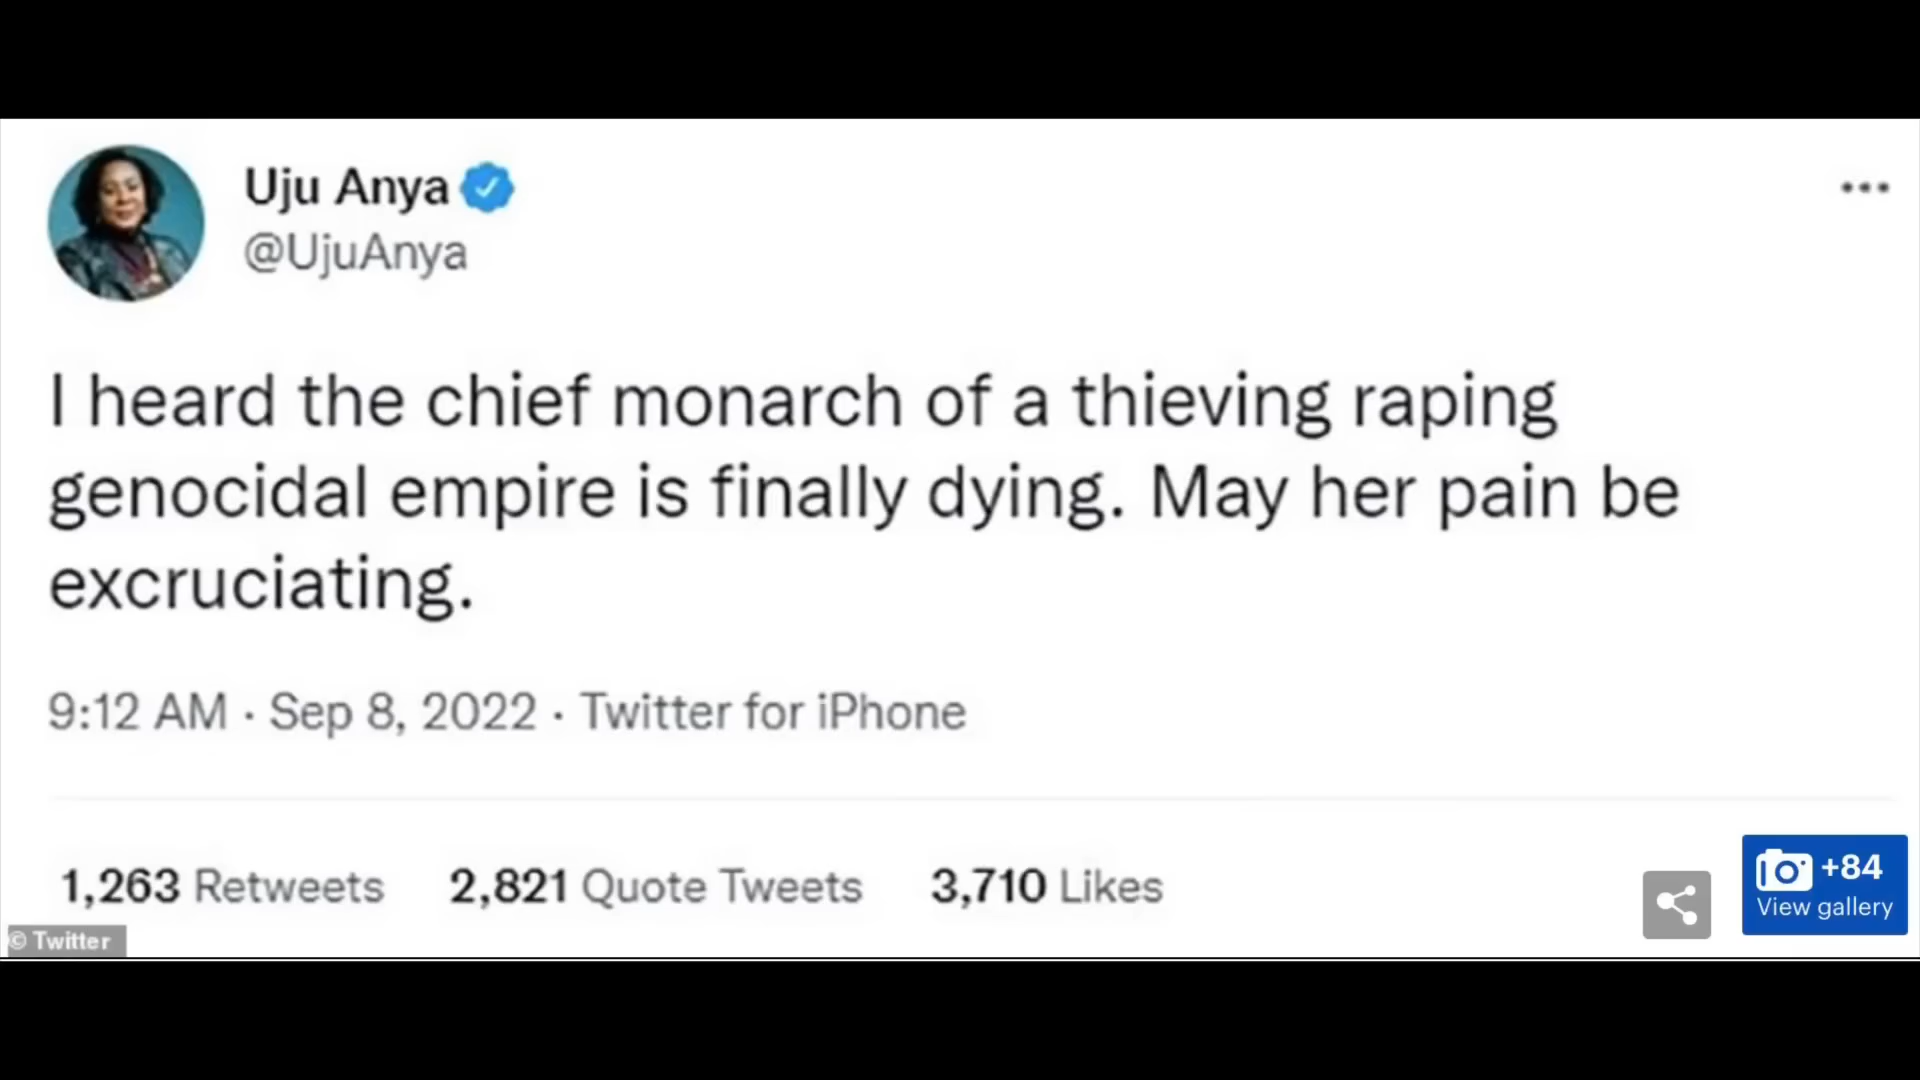 Uju Anya
@UjuAnya
I heard the chief monarch of a thieving raping
genocidal empire is finally dying. May her pain be
excruciating.
9:12 AM · Sep 8, 2022 · Twitter for iPhone
1,263 Retweets 2,821 Quote Tweets 3,710 Likes
+84
View gallery
© Twitter